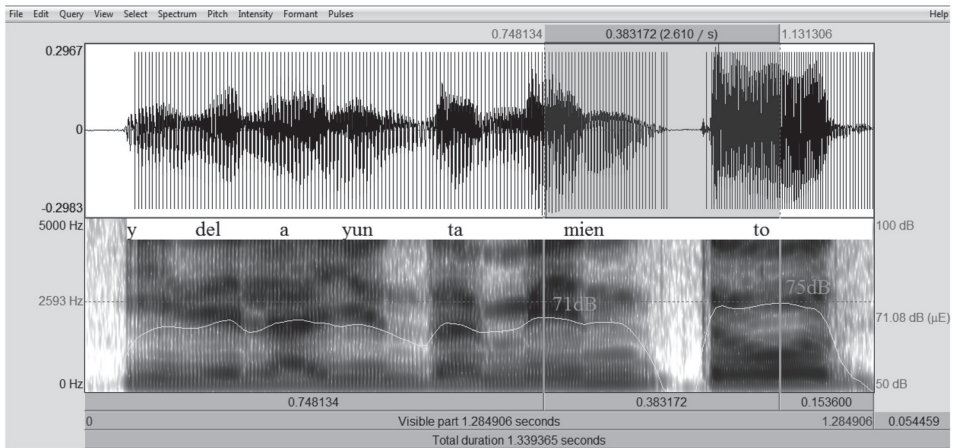 File Edit Query View Select Spectrum Pitch Intensity Formant Pulses Help
0.748134 0.383172 (2.610 / s) 1.131306
0.2967
0
-0.2983
5000 Hz y del a yun ta mien to 100 dB
2593 Hz 71dB 75dB
71.08 dB (µE)
0 Hz 50 dB
0.748134 0.383172 0.153600
0 Visible part 1.284906 seconds 1.284906 0.054459
Total duration 1.339365 seconds